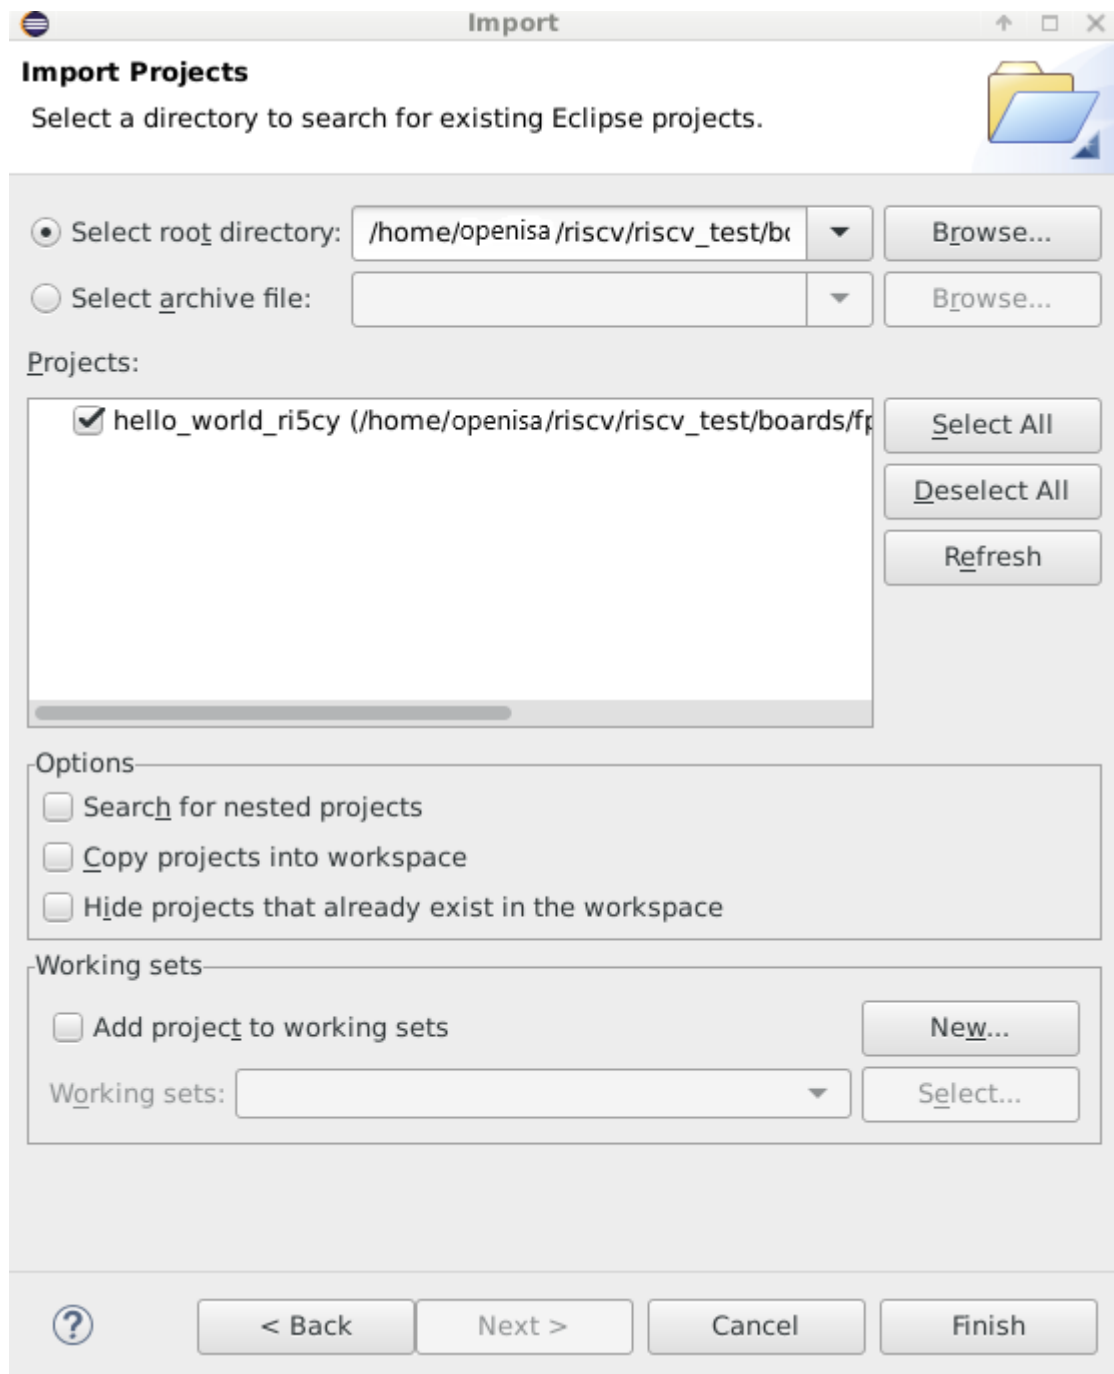 Import
Import Projects
Select a directory to search for existing Eclipse projects.
Select root directory: /home/openisa/riscv/riscv_test/bo Browse...
Select archive file: Browse...
Projects:
hello_world_ri5cy (/home/openisa/riscv/riscv_test/boards/fp Select All
Deselect All
Refresh
Options
Search for nested projects
Copy projects into workspace
Hide projects that already exist in the workspace
Working sets
Add project to working sets New...
Working sets: Select...
? < Back Next > Cancel Finish